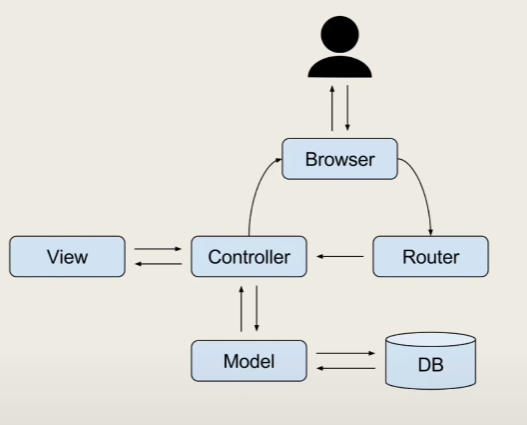 Browser
View
Controller
Router
Model
DB